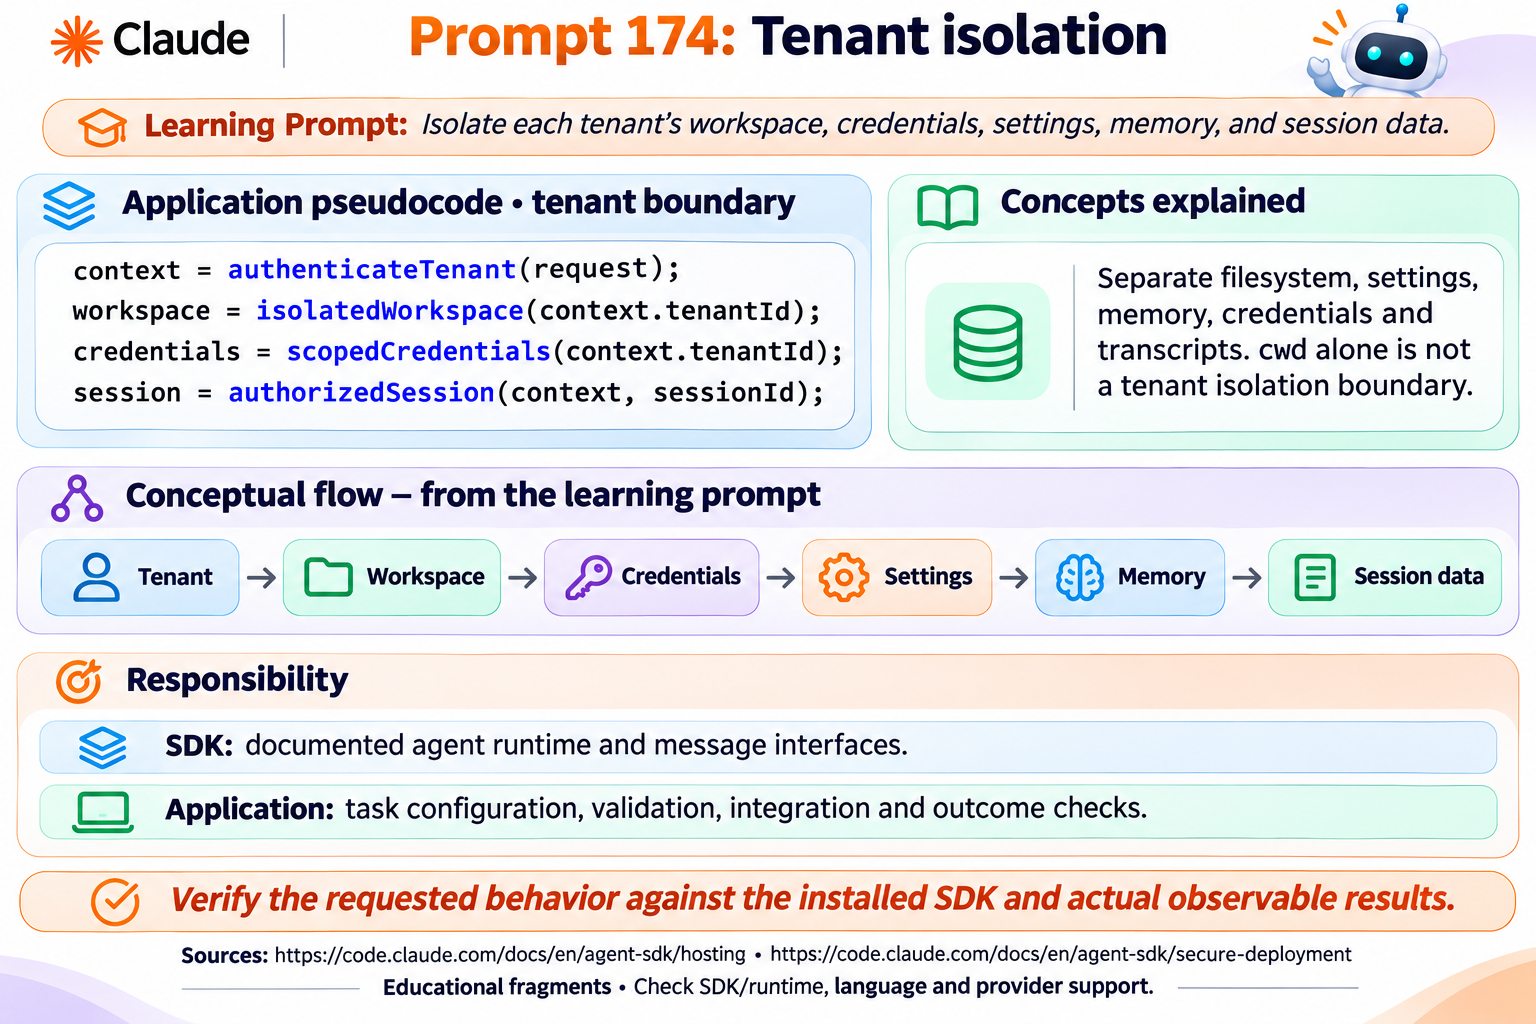 Claude
Prompt 174: Tenant isolation
Learning Prompt: Isolate each tenant's workspace, credentials, settings, memory, and session data.
Application pseudocode • tenant boundary
context = authenticateTenant(request);
workspace = isolatedWorkspace(context.tenantId);
credentials = scopedCredentials(context.tenantId);
session = authorizedSession(context, sessionId);
Concepts explained
Separate filesystem, settings,
memory, credentials and
transcripts. cwd alone is not
a tenant isolation boundary.
Conceptual flow – from the learning prompt
Tenant
Workspace
Credentials
Settings
Memory
Session data
Responsibility
SDK: documented agent runtime and message interfaces.
Application: task configuration, validation, integration and outcome checks.
Verify the requested behavior against the installed SDK and actual observable results.
Sources: https://code.claude.com/docs/en/agent-sdk/hosting • https://code.claude.com/docs/en/agent-sdk/secure-deployment
Educational fragments • Check SDK/runtime, language and provider support.